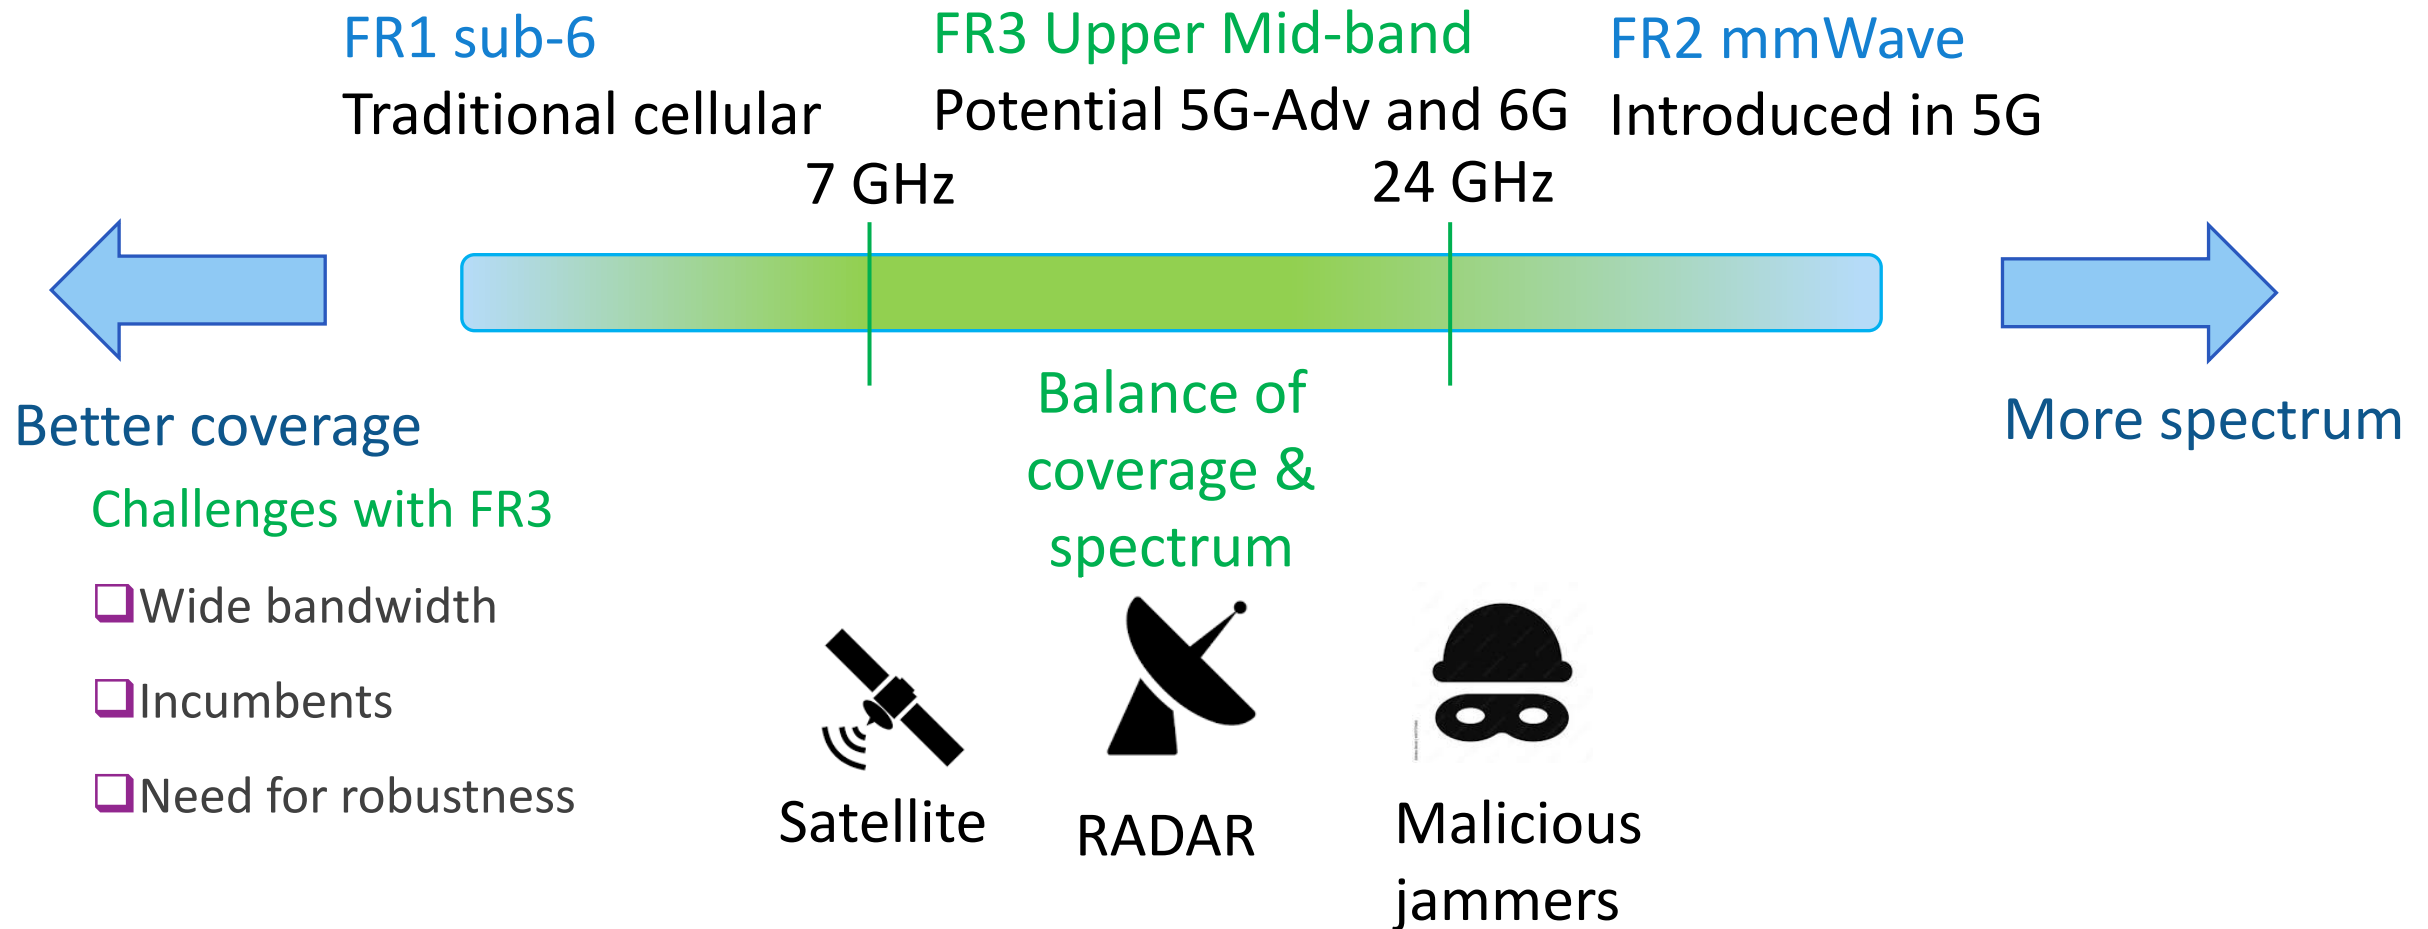 FR1 sub-6
Traditional cellular
FR3 Upper Mid-band
Potential 5G-Adv and 6G
FR2 mmWave
Introduced in 5G
7 GHz
24 GHz
Better coverage
Balance of
coverage &
spectrum
More spectrum
Challenges with FR3
Wide bandwidth
Incumbents
Need for robustness
Satellite
RADAR
Malicious
jammers